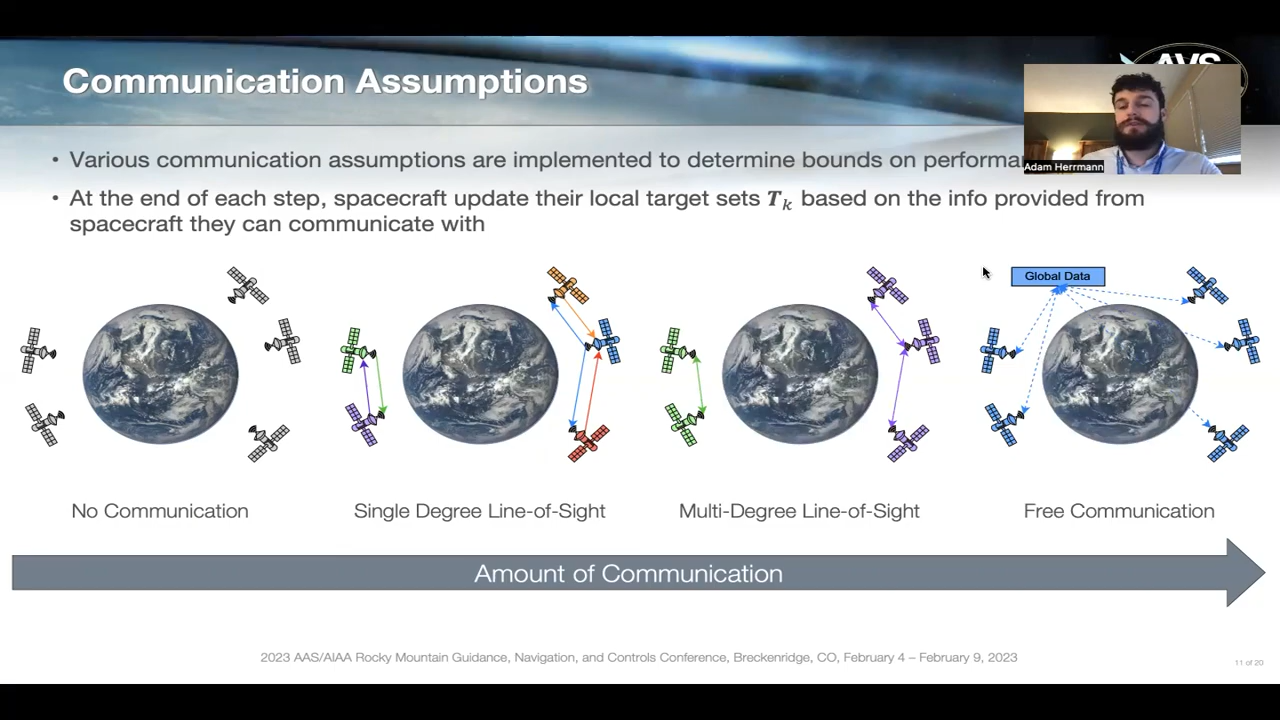 Communication Assumptions
AVS
Adam Herrmann
• Various communication assumptions are implemented to determine bounds on
• At the end of each step, spacecraft update their local target sets Tₖ based on the info provided from
spacecraft they can communicate with
Global Data
No Communication
Single Degree Line-of-Sight
Multi-Degree Line-of-Sight
Free Communication
Amount of Communication
2023 AAS/AIAA Rocky Mountain Guidance, Navigation, and Controls Conference, Breckenridge, CO, February 4 – February 9, 2023
11 of 20